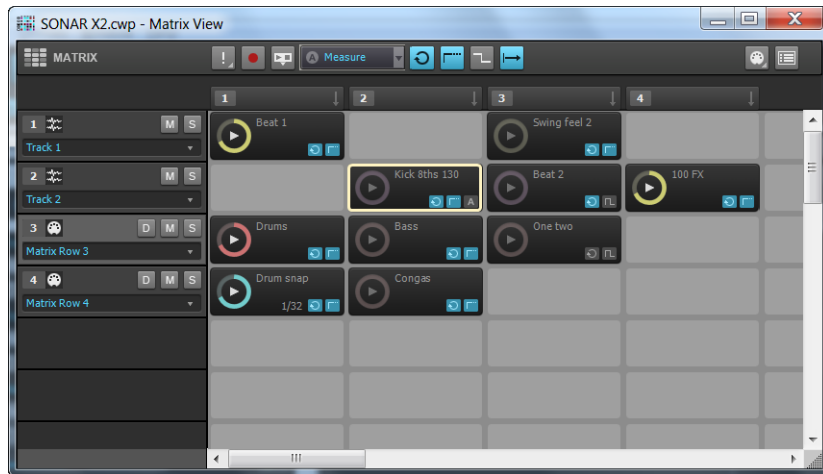 SONAR X2.cwp - Matrix View
MATRIX
A Measure
1 2 3 4
1 M S
Track 1
Beat 1
Swing feel 2
2 M S
Track 2
Kick 8ths 130
A
Beat 2
100 FX
3 D M S
Matrix Row 3
Drums
Bass
One two
4 D M S
Matrix Row 4
Drum snap
1/32
Congas